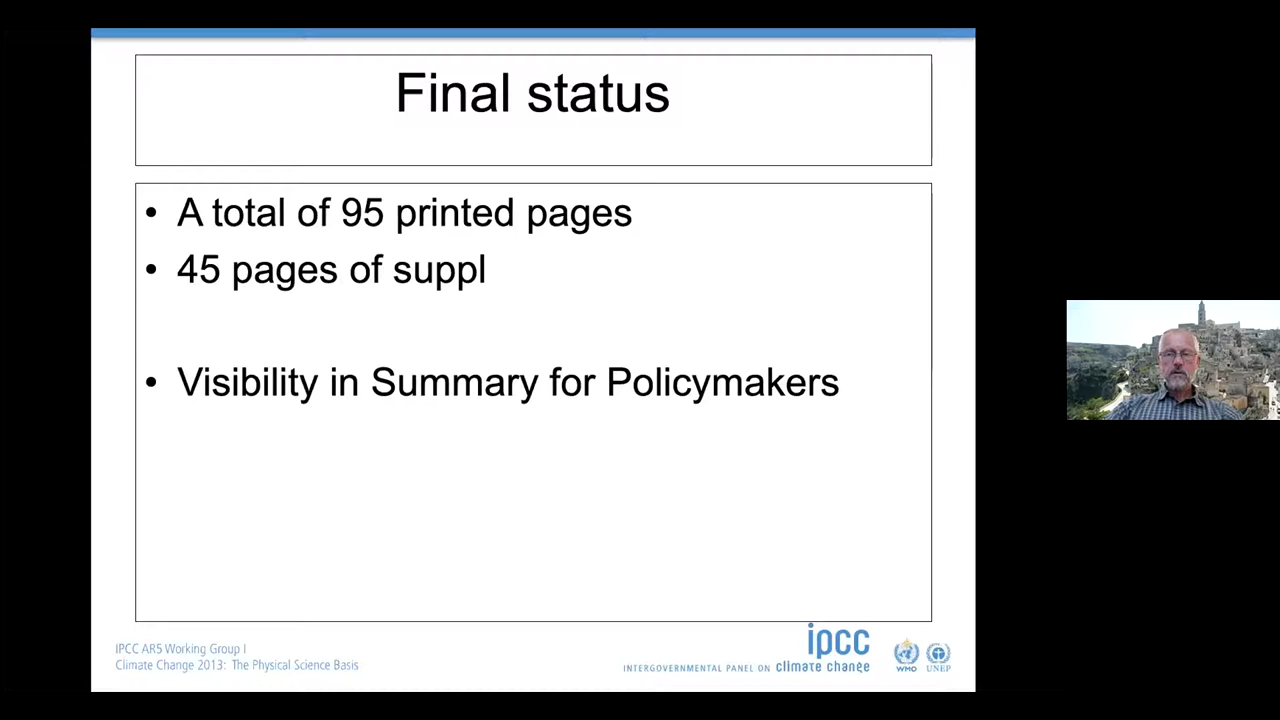 Final status
• A total of 95 printed pages
• 45 pages of suppl
• Visibility in Summary for Policymakers
IPCC AR5 Working Group I
Climate Change 2013: The Physical Science Basis
ipcc
INTERGOVERNMENTAL PANEL ON climate change
WMO
UNEP